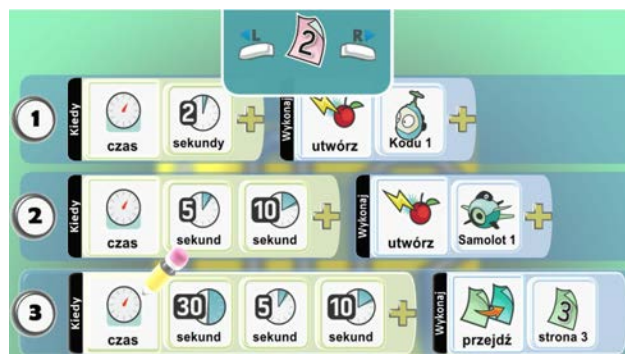 L 2 R
1 Kiedy czas 2 sekundy Wykonaj utwórz Kodu 1
2 Kiedy czas 5 sekund 10 sekund Wykonaj utwórz Samolot 1
3 Kiedy czas 30 sekund 5 sekund 10 sekund Wykonaj przejdź 3 strona 3